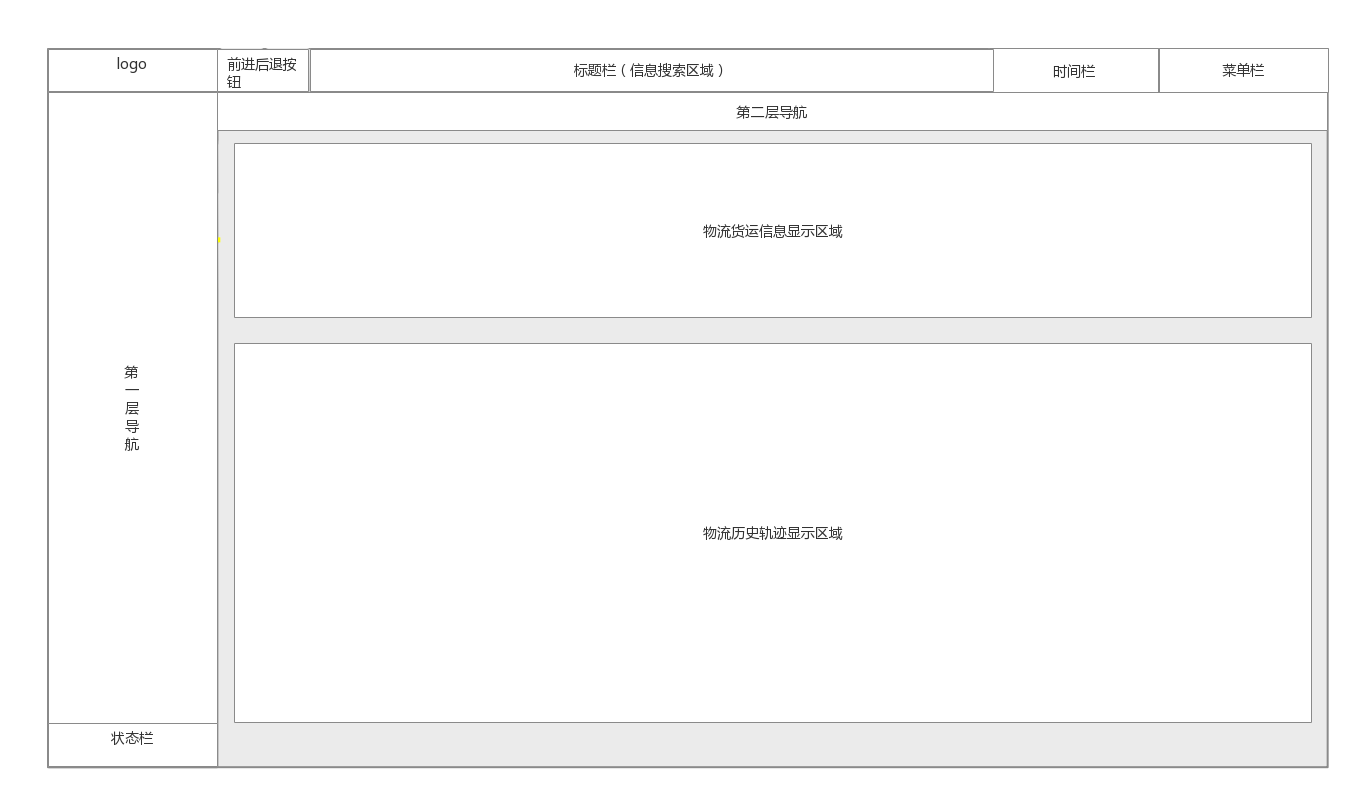 logo
前进后退按
钮
标题栏（信息搜索区域）
时间栏
菜单栏
第二层导航
物流货运信息显示区域
第
一
层
导
航
物流历史轨迹显示区域
状态栏